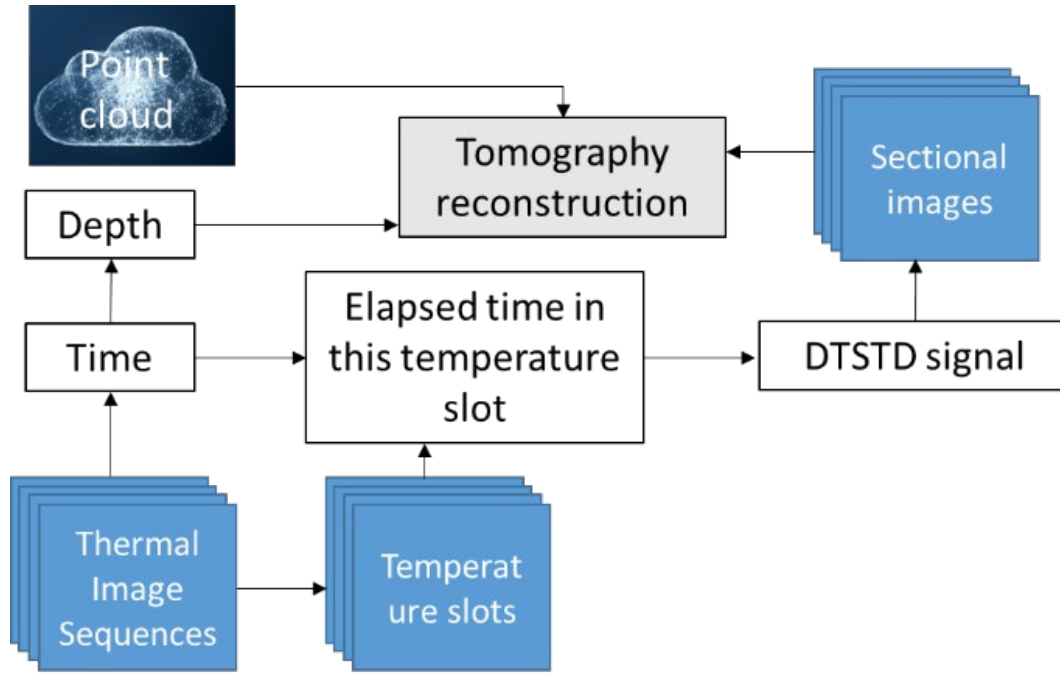 Point
cloud
Tomography
reconstruction
Sectional
images
Depth
Elapsed time in
this temperature
slot
Time
DTSTD signal
Thermal
Image
Sequences
Temperat
ure slots